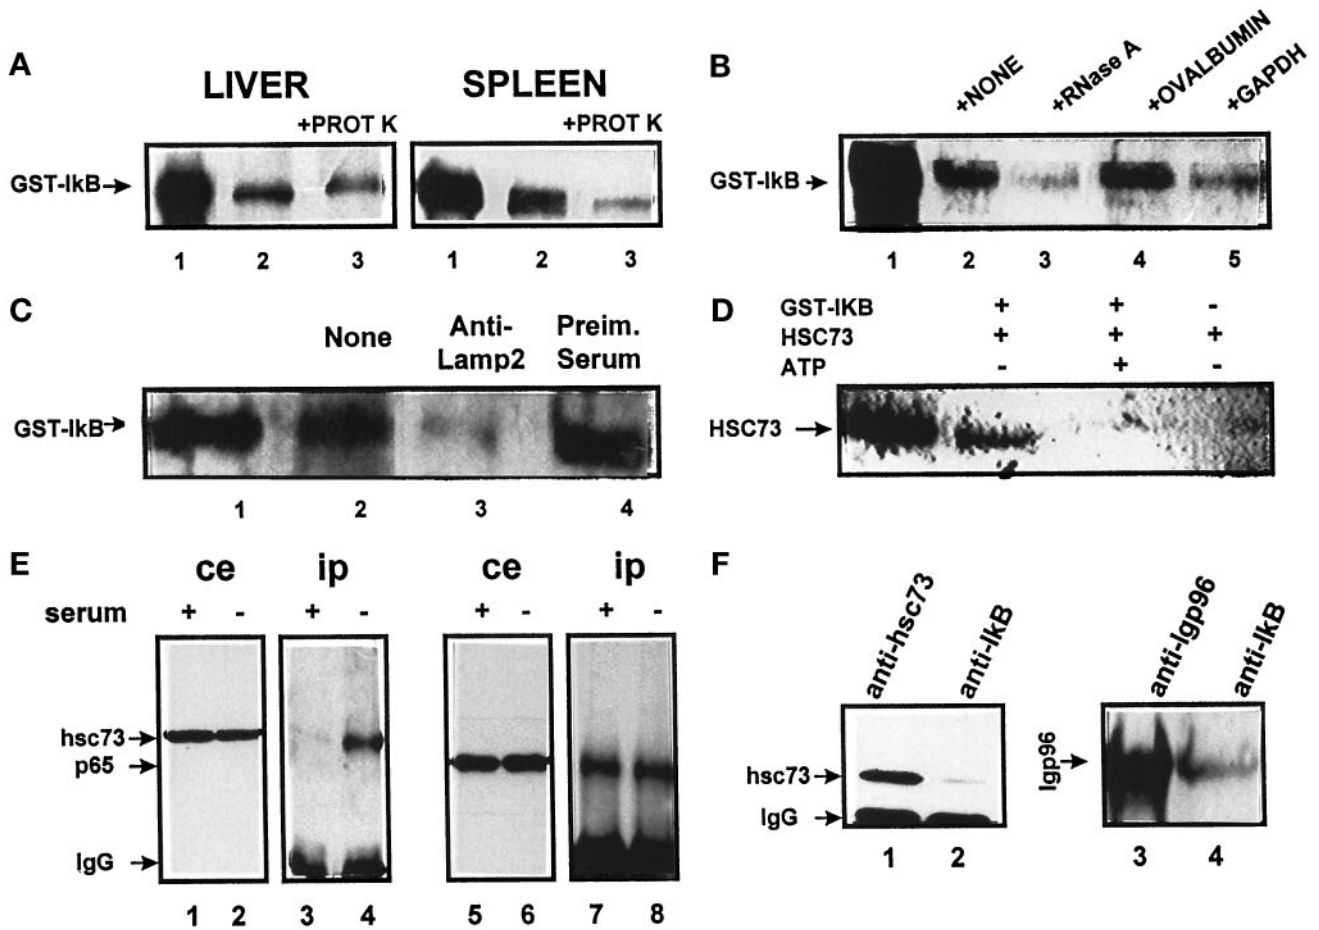 A
LIVER
SPLEEN
+PROT K
+PROT K
GST-IkB
1 2 3 1 2 3
B
+NONE
+RNase A
+OVALBUMIN
+GAPDH
GST-IkB
1 2 3 4 5
C
None
Anti-Lamp2
Preim. Serum
GST-IkB
1 2 3 4
D
GST-IKB + + -
HSC73 + + +
ATP - + -
HSC73
E
ce ip ce ip
serum + - + - + - + -
hsc73
p65
IgG
1 2 3 4 5 6 7 8
F
anti-hsc73
anti-IkB
anti-lgp96
anti-IkB
hsc73
IgG
lgp96
1 2 3 4